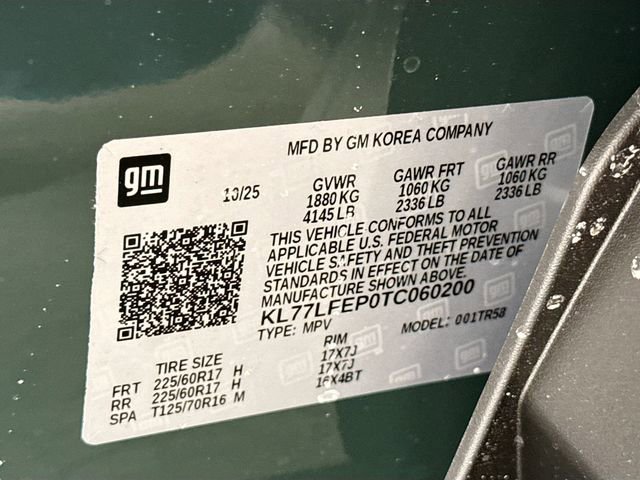 MFD BY GM KOREA COMPANY
gm
10/25
GVWR GAWR FRT GAWR RR
1880 KG 1060 KG 1060 KG
4145 LB 2336 LB 2336 LB
THIS VEHICLE CONFORMS TO ALL
APPLICABLE U.S. FEDERAL MOTOR
VEHICLE SAFETY AND THEFT PREVENTION
STANDARDS IN EFFECT ON THE DATE OF
MANUFACTURE SHOWN ABOVE.
KL77LFEP0TC060200
TYPE: MPV MODEL: 001TR58
TIRE SIZE RIM
FRT 225/60R17 H 17X7J
RR 225/60R17 H 17X7J
SPA T125/70R16 M 16X4BT